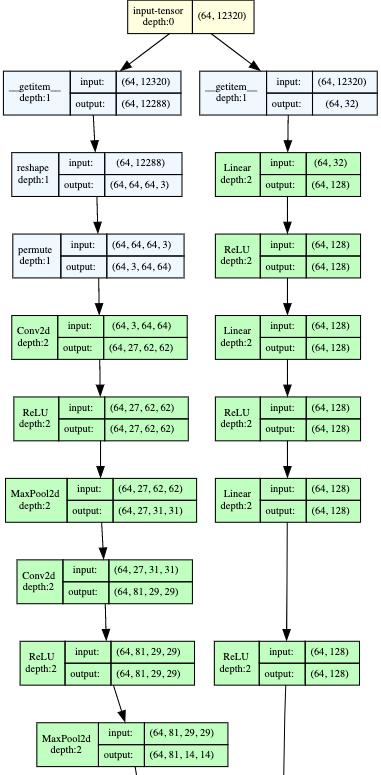 input-tensor
depth:0
(64, 12320)
__getitem__
depth:1
input:
(64, 12320)
output:
(64, 12288)
__getitem__
depth:1
input:
(64, 12320)
output:
(64, 32)
reshape
depth:1
input:
(64, 12288)
output:
(64, 64, 64, 3)
Linear
depth:2
input:
(64, 32)
output:
(64, 128)
permute
depth:1
input:
(64, 64, 64, 3)
output:
(64, 3, 64, 64)
ReLU
depth:2
input:
(64, 128)
output:
(64, 128)
Conv2d
depth:2
input:
(64, 3, 64, 64)
output:
(64, 27, 62, 62)
Linear
depth:2
input:
(64, 128)
output:
(64, 128)
ReLU
depth:2
input:
(64, 27, 62, 62)
output:
(64, 27, 62, 62)
ReLU
depth:2
input:
(64, 128)
output:
(64, 128)
MaxPool2d
depth:2
input:
(64, 27, 62, 62)
output:
(64, 27, 31, 31)
Linear
depth:2
input:
(64, 128)
output:
(64, 128)
Conv2d
depth:2
input:
(64, 27, 31, 31)
output:
(64, 81, 29, 29)
ReLU
depth:2
input:
(64, 81, 29, 29)
output:
(64, 81, 29, 29)
ReLU
depth:2
input:
(64, 128)
output:
(64, 128)
MaxPool2d
depth:2
input:
(64, 81, 29, 29)
output:
(64, 81, 14, 14)